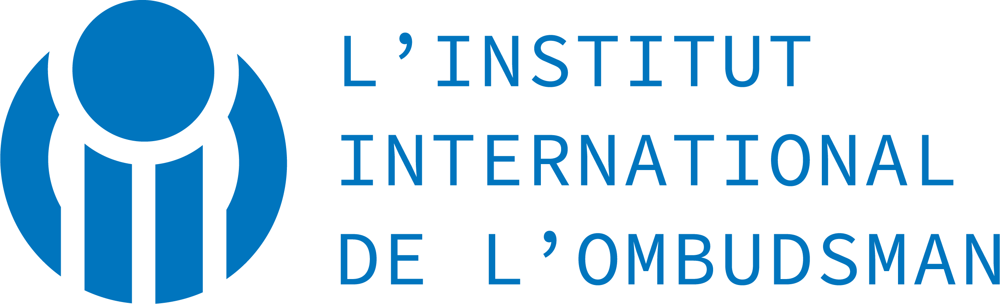 L’INSTITUT
INTERNATIONAL
DE L’OMBUDSMAN